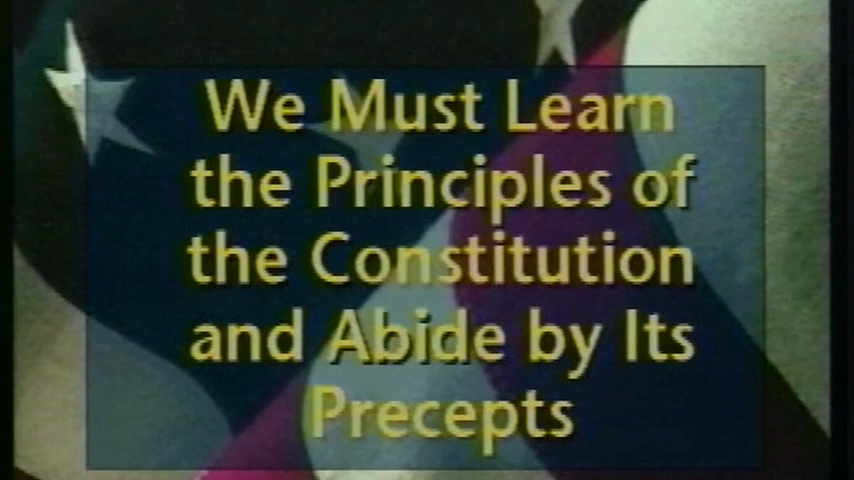 We Must Learn
the Principles of
the Constitution
and Abide by Its
Precepts